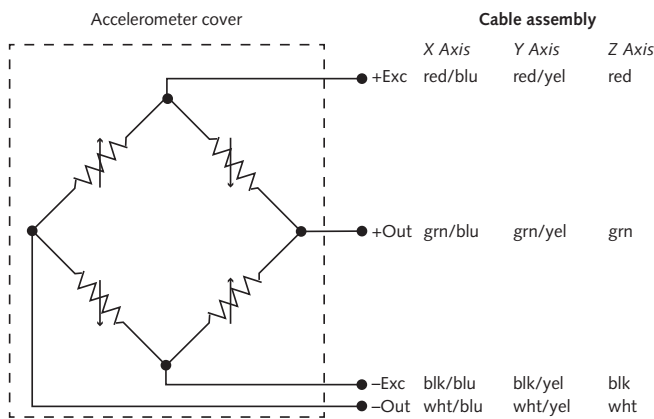 Accelerometer cover
Cable assembly
X Axis Y Axis Z Axis
+Exc red/blu red/yel red
+Out grn/blu grn/yel grn
–Exc blk/blu blk/yel blk
–Out wht/blu wht/yel wht